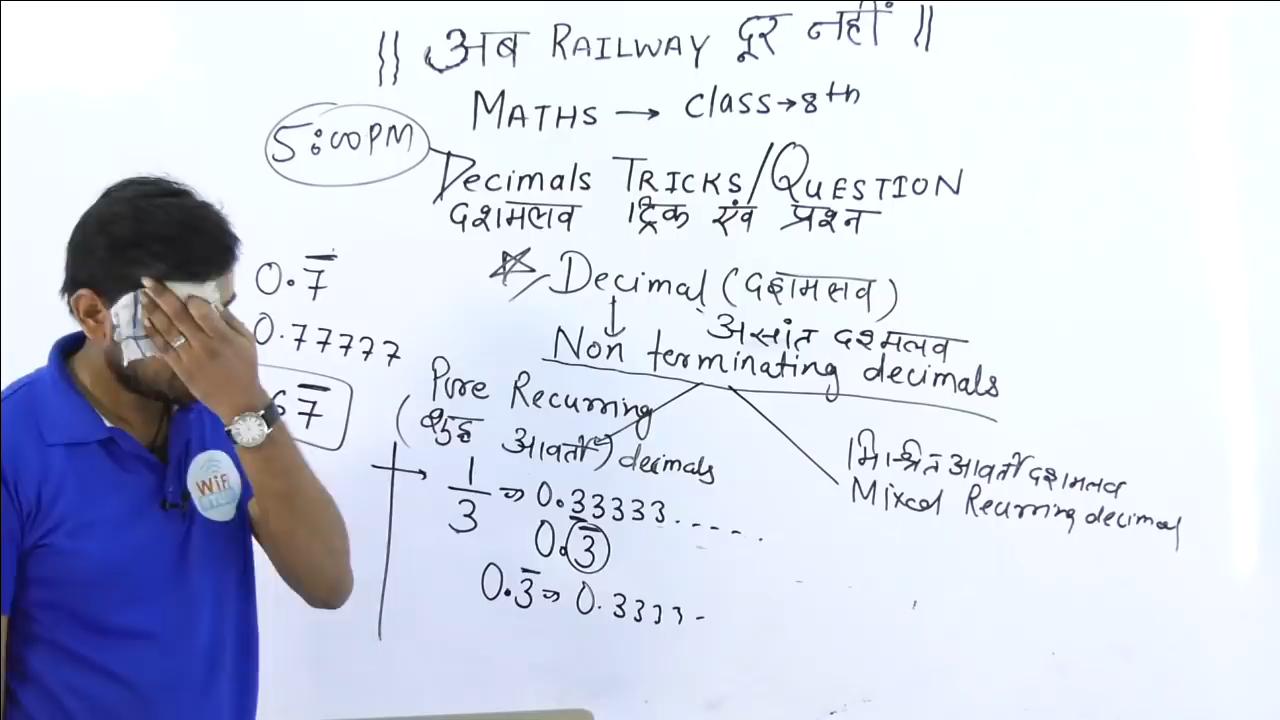 || अब RAILWAY दूर नहीं ||
MATHS → Class → 8th
5:00PM
Decimals TRICKS/QUESTION
दशमलव ट्रिक एंव प्रश्न
0.7̅
0.77777
6 7̅
Decimal (दशमलव)
↓ असांत दशमलव
Non terminating decimals
Pure Recurring
(शुद्ध आवर्ती) decimals
मिश्रित आवर्ती दशमलव
Mixed Recurring decimal
→ 1/3 ⇒ 0.33333.....
0.3̅
0.3̅ ⇒ 0.3333-
WiFi